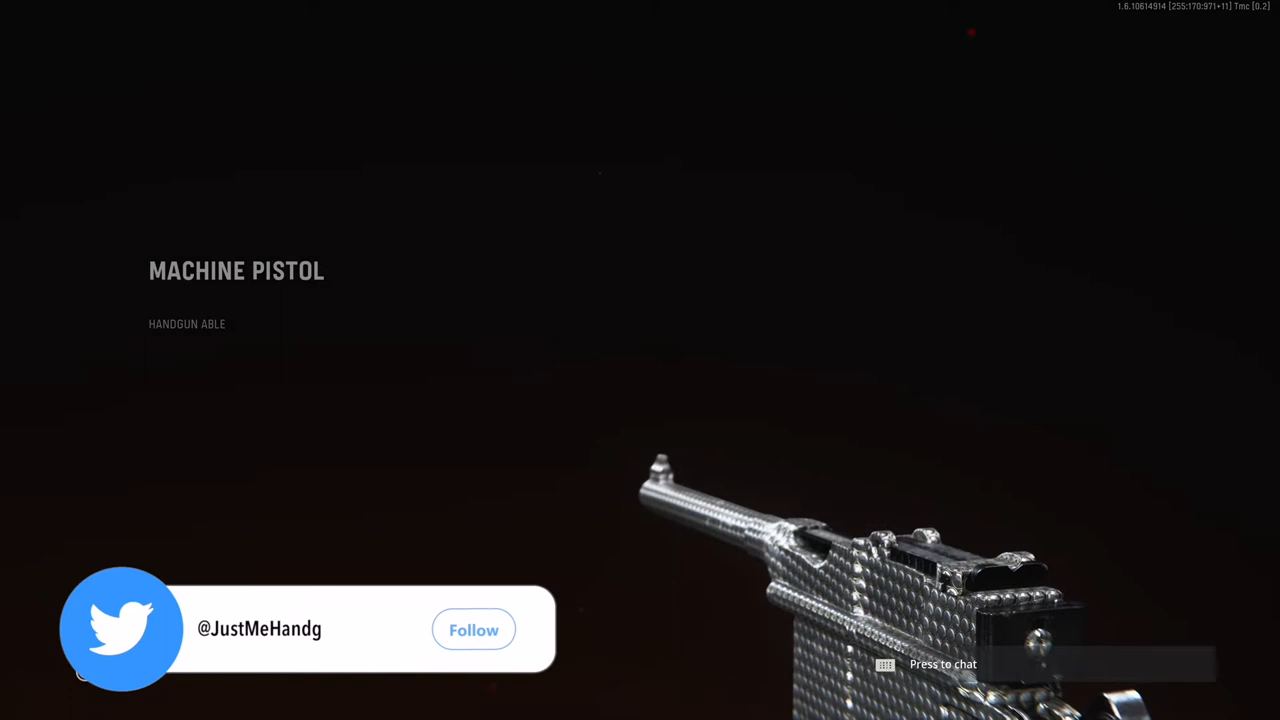 1.6.10614914 [255:170:971+11] Tmc [0.2]
MACHINE PISTOL
HANDGUN ABLE
@JustMeHandg
Follow
Press to chat